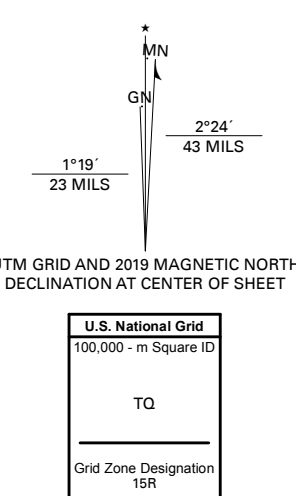 MN
GN
2°24´
43 MILS
1°19´
23 MILS
UTM GRID AND 2019 MAGNETIC NORTH
DECLINATION AT CENTER OF SHEET
U.S. National Grid
100,000 - m Square ID
TQ
Grid Zone Designation
15R